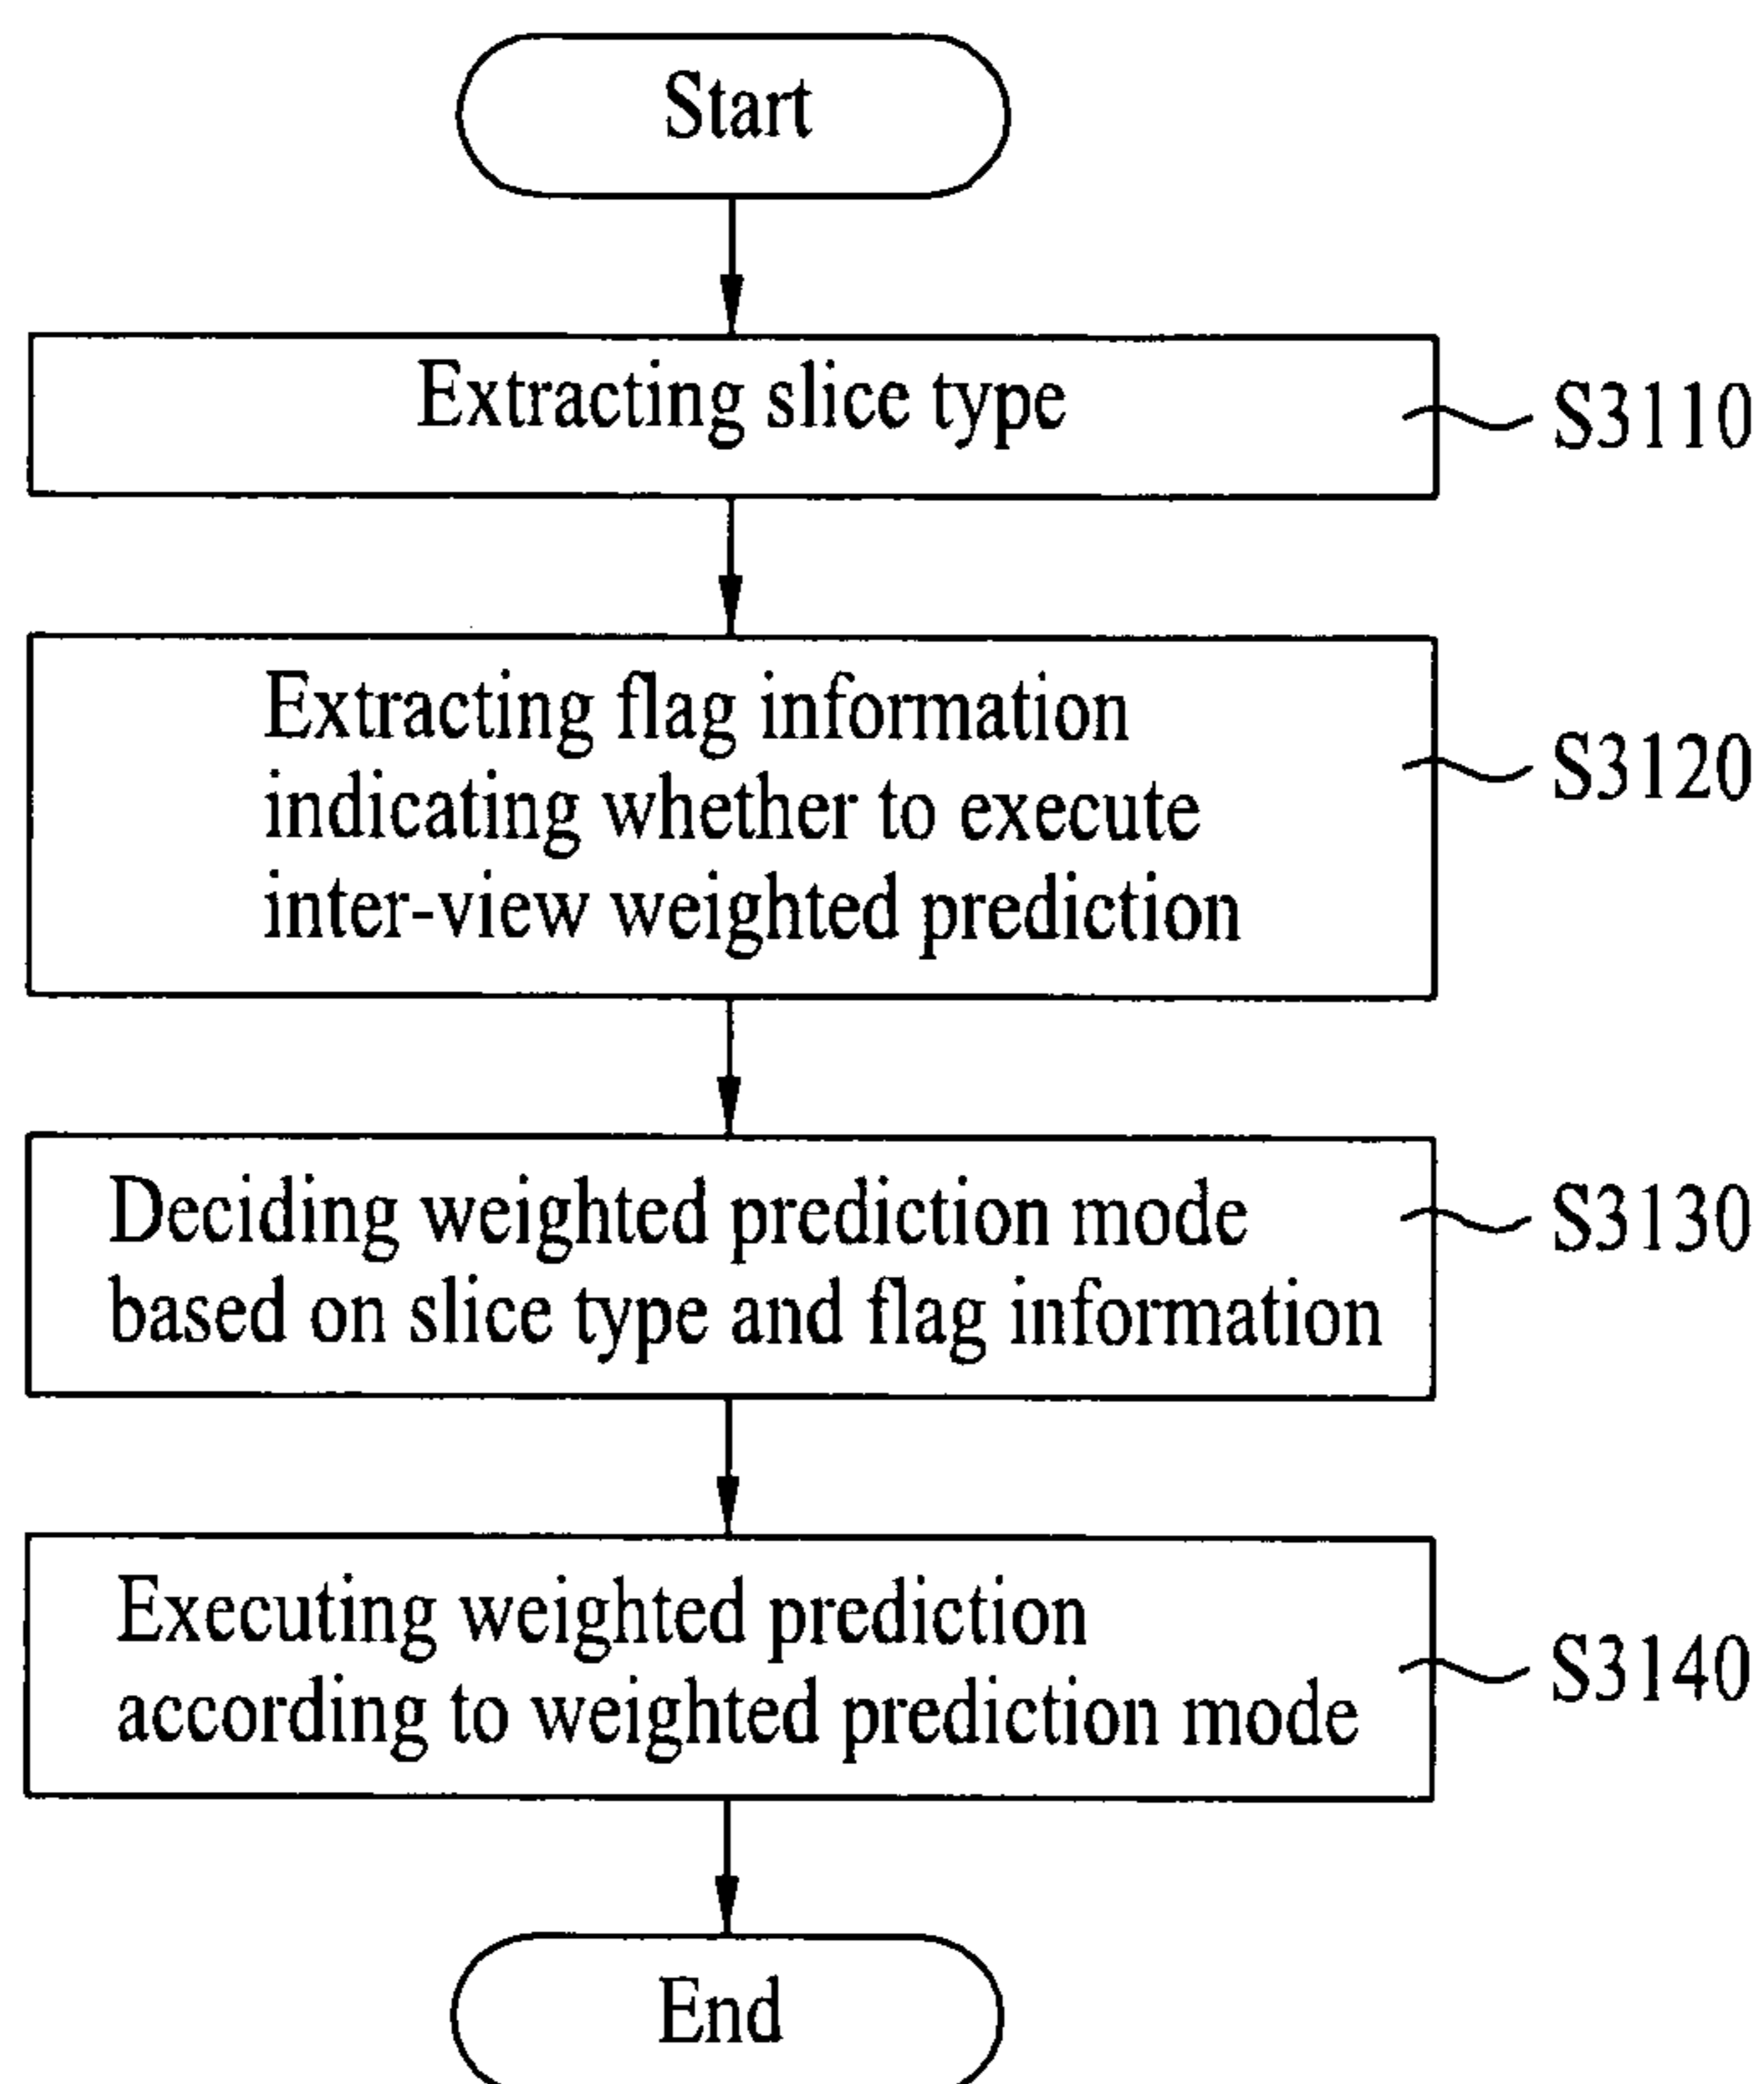 Start
Extracting slice type
S3110
Extracting flag information
indicating whether to execute
inter-view weighted prediction
S3120
Deciding weighted prediction mode
based on slice type and flag information
S3130
Executing weighted prediction
according to weighted prediction mode
S3140
End